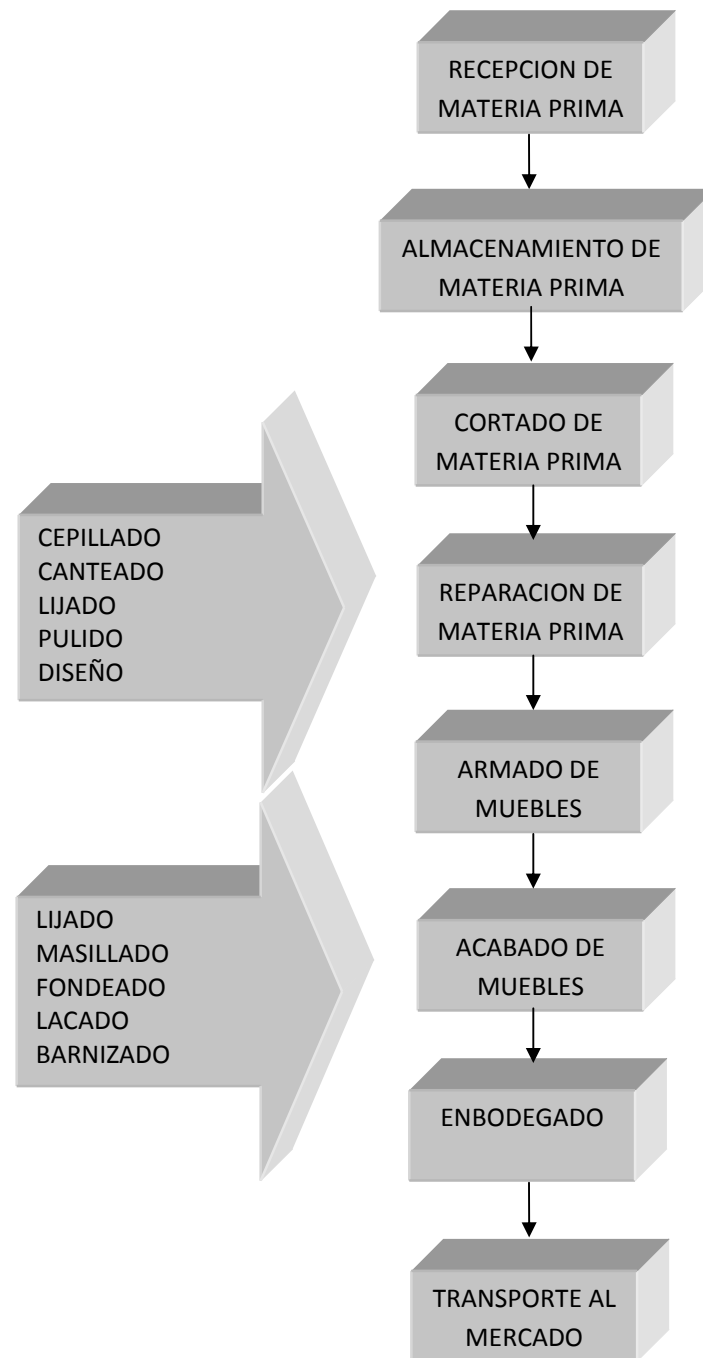 RECEPCION DE
MATERIA PRIMA
ALMACENAMIENTO DE
MATERIA PRIMA
CORTADO DE
MATERIA PRIMA
CEPILLADO
CANTEADO
LIJADO
PULIDO
DISEÑO
REPARACION DE
MATERIA PRIMA
ARMADO DE
MUEBLES
LIJADO
MASILLADO
FONDEADO
LACADO
BARNIZADO
ACABADO DE
MUEBLES
ENBODEGADO
TRANSPORTE AL
MERCADO